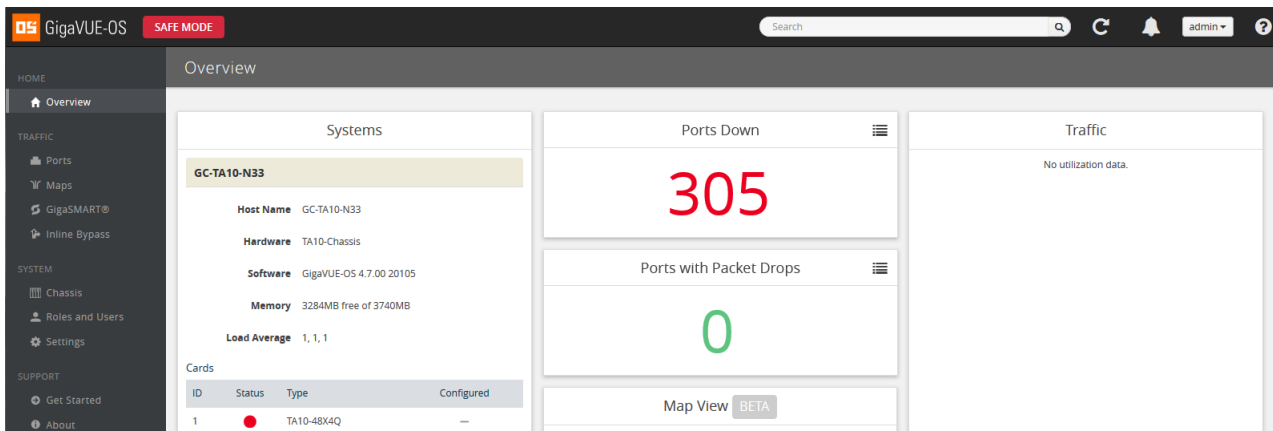 GigaVUE-OS SAFE MODE Search admin
HOME
Overview
TRAFFIC
Ports
Maps
GigaSMART®
Inline Bypass
SYSTEM
Chassis
Roles and Users
Settings
SUPPORT
Get Started
About
Overview
Systems
GC-TA10-N33
Host Name GC-TA10-N33
Hardware TA10-Chassis
Software GigaVUE-OS 4.7.00 20105
Memory 3284MB free of 3740MB
Load Average 1, 1, 1
Cards
ID Status Type Configured
1 TA10-48X4Q —
Ports Down
305
Ports with Packet Drops
0
Map View BETA
Traffic
No utilization data.